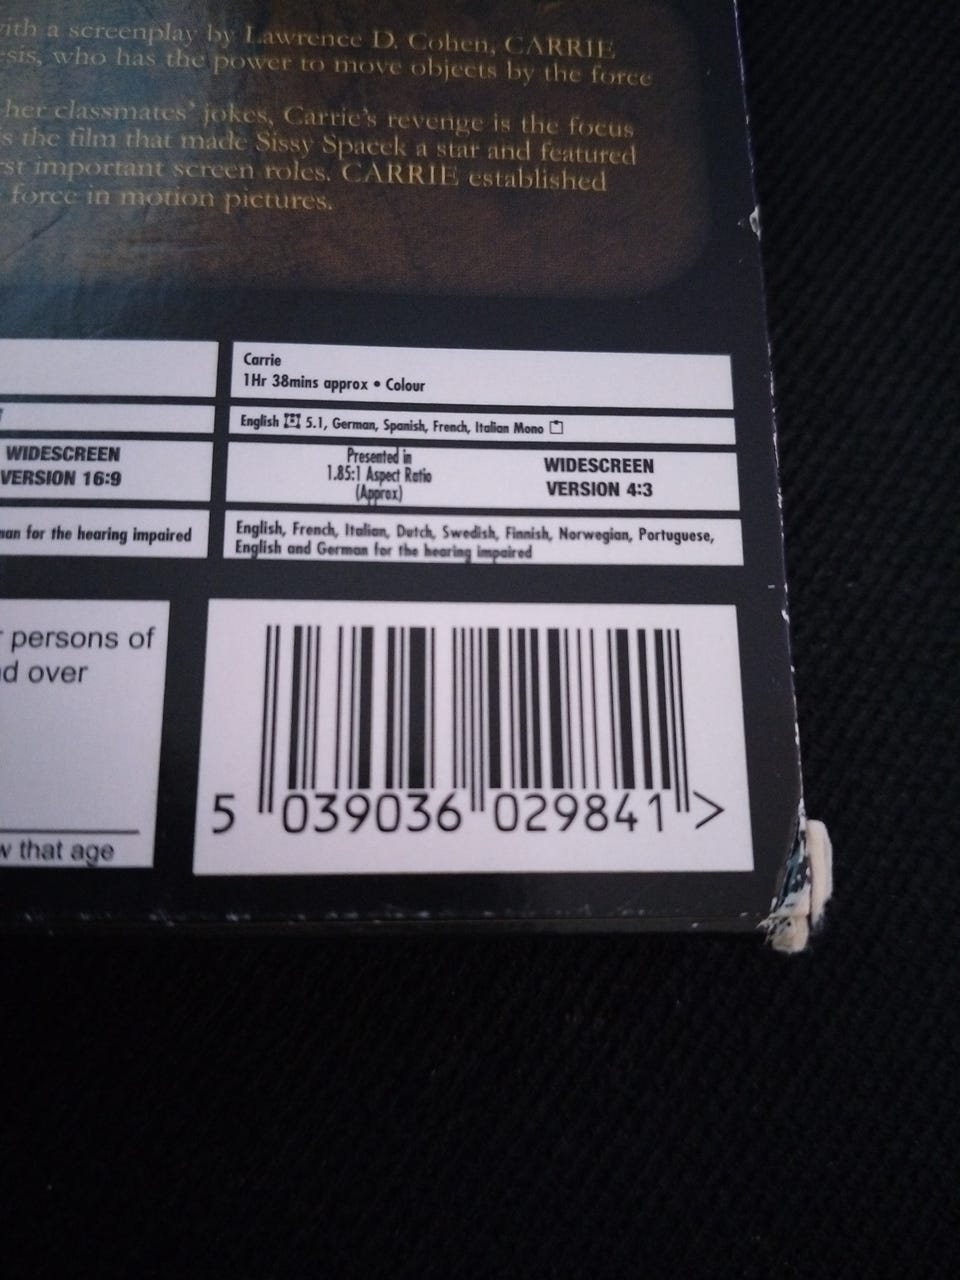 with a screenplay by Lawrence D. Cohen, CARRIE
sis, who has the power to move objects by the force
her classmates' jokes, Carrie's revenge is the focus
s the film that made Sissy Spacek a star and featured
rst important screen roles. CARRIE established
force in motion pictures.
Carrie
1Hr 38mins approx • Colour
English 5.1, German, Spanish, French, Italian Mono
WIDESCREEN
VERSION 16:9
Presented in
1.85:1 Aspect Ratio
(Approx)
WIDESCREEN
VERSION 4:3
man for the hearing impaired
English, French, Italian, Dutch, Swedish, Finnish, Norwegian, Portuguese,
English and German for the hearing impaired
r persons of
d over
w that age
5 039036 029841 >